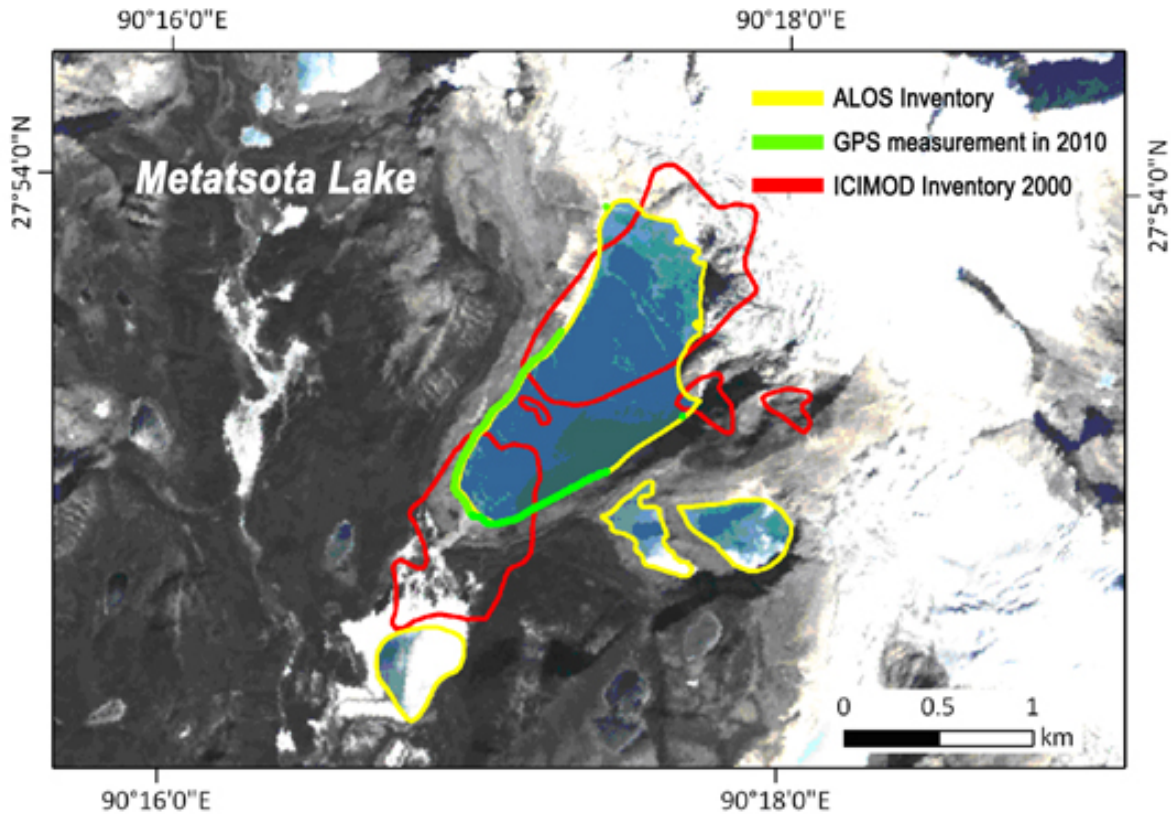 90°16'0"E
90°18'0"E
ALOS Inventory
GPS measurement in 2010
ICIMOD Inventory 2000
Metatsota Lake
27°54'0"N
27°54'0"N
0 0.5 1
km
90°16'0"E
90°18'0"E